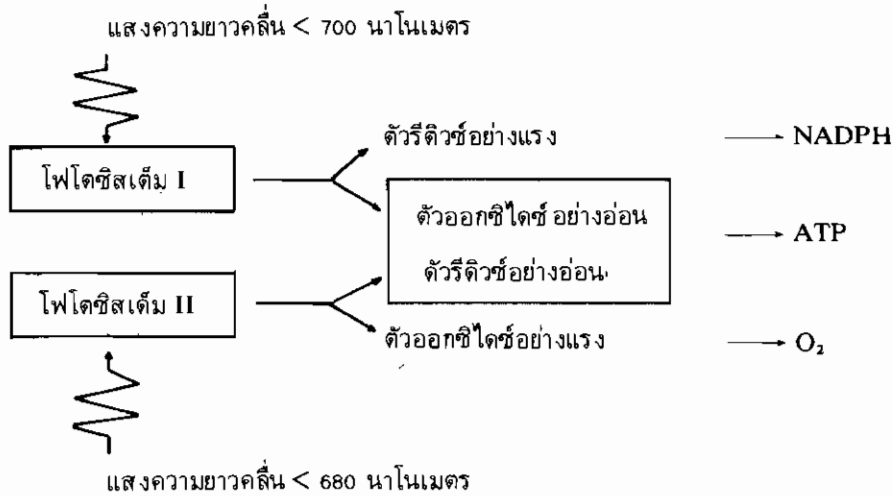 แสงความยาวคลื่น < 700 นาโนเมตร
ตัวรีดิวซ์อย่างแรง
NADPH
โฟโตซิสเต็ม I
ตัวออกซิไดซ์อย่างอ่อน
ATP
ตัวรีดิวซ์อย่างอ่อน
โฟโตซิสเต็ม II
ตัวออกซิไดซ์อย่างแรง
O₂
แสงความยาวคลื่น < 680 นาโนเมตร